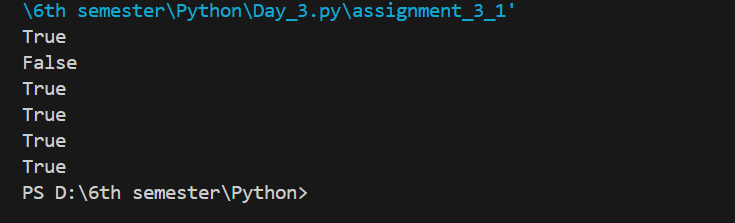 \6th semester\Python\Day_3.py\assignment_3_1'
True
False
True
True
True
True
PS D:\6th semester\Python>